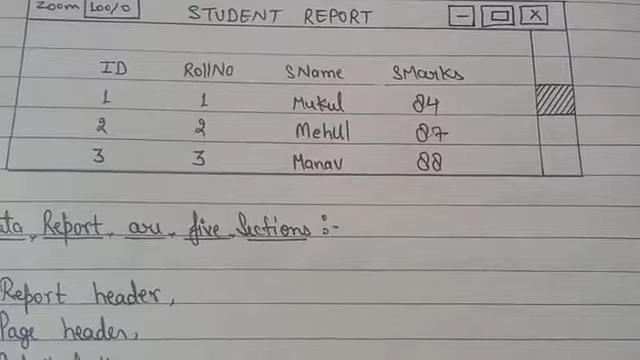 Zoom 100% STUDENT REPORT X
ID RollNo SName SMarks
1 1 Mukul 84
2 2 Mehul 87
3 3 Manav 88
Report are five Sections :-
Report header,
Page header,